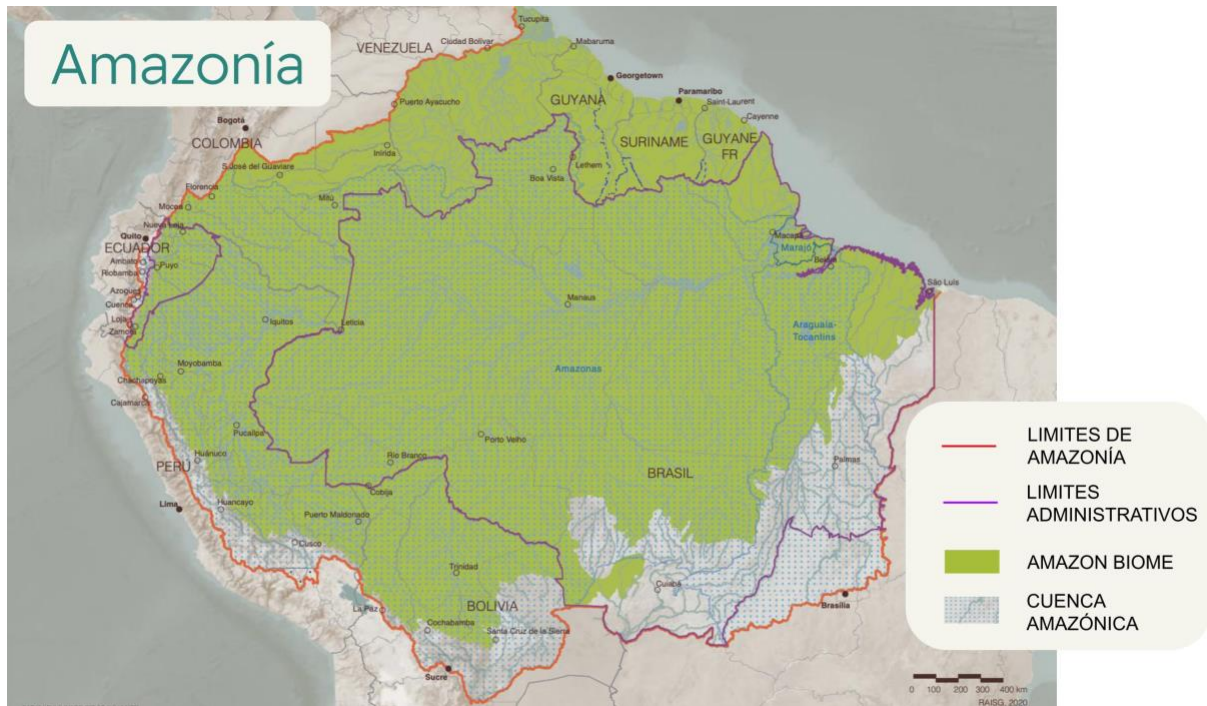 Amazonía
Tucupita
VENEZUELA
Ciudad Bolívar
Mabaruma
Georgetown
Puerto Ayacucho
GUYANA
Paramaribo
Saint-Laurent
Cayenne
Bogotá
COLOMBIA
SURINAME
GUYANE
FR
Inírida
Lethem
Boa Vista
S. José del Guaviare
Florencia
Mocoa
Mitú
Nueva Loja
Quito
ECUADOR
Ambato
Riobamba
Puyo
Macapá
Marajó
Belém
São Luís
Azogues
Cuenca
Loja
Zamora
Iquitos
Leticia
Manaus
Araguaia-
Tocantins
Moyobamba
Chachapoyas
Cajamarca
Amazonas
Pucallpa
Porto Velho
Huánuco
PERÚ
Rio Branco
Cobija
BRASIL
Palmas
Lima
Huancayo
Puerto Maldonado
Cusco
Trinidad
Cuiabá
La Paz
BOLIVIA
Brasília
Cochabamba
Santa Cruz de la Sierra
Sucre
LIMITES DE
AMAZONÍA
LIMITES
ADMINISTRATIVOS
AMAZON BIOME
CUENCA
AMAZÓNICA
0 100 200 300 400 km
RAISG, 2020